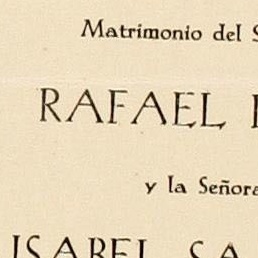 Matrimonio del S
RAFAEL
y la Señora
ISABEL SA